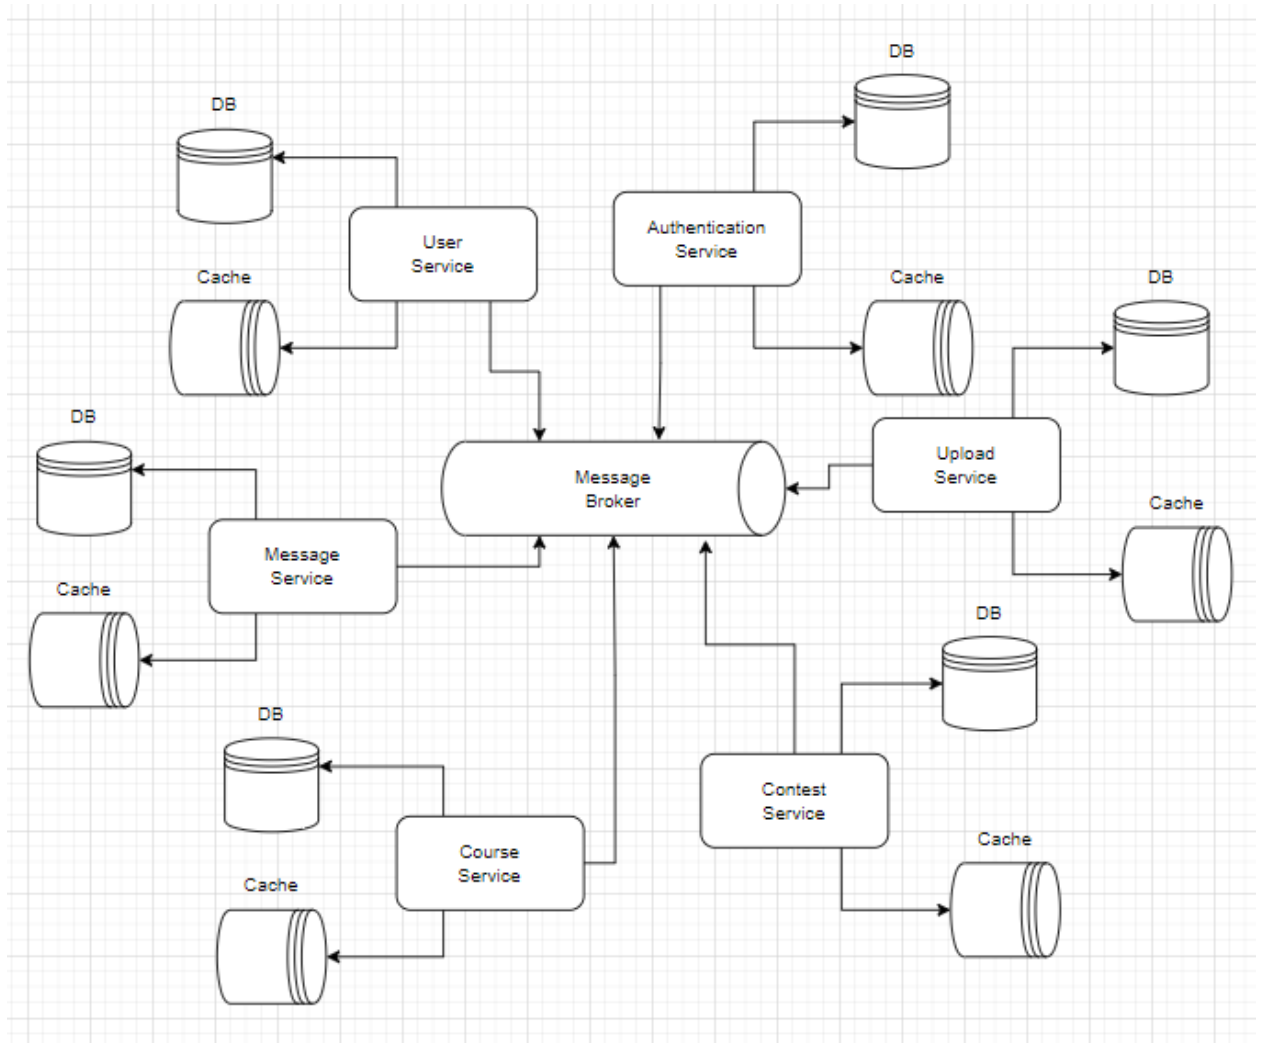 DB
DB
User
Service
Authentication
Service
Cache
Cache
DB
DB
Message
Broker
Upload
Service
Cache
Message
Service
Cache
DB
DB
Contest
Service
Course
Service
Cache
Cache